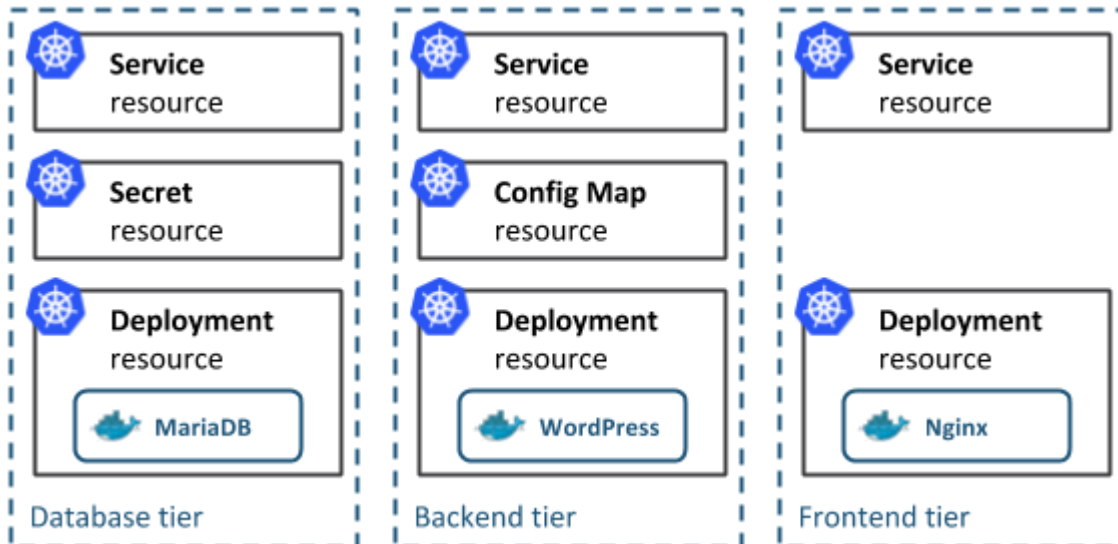 Service
resource
Secret
resource
Deployment
resource
MariaDB
Database tier
Service
resource
Config Map
resource
Deployment
resource
WordPress
Backend tier
Service
resource
Deployment
resource
Nginx
Frontend tier